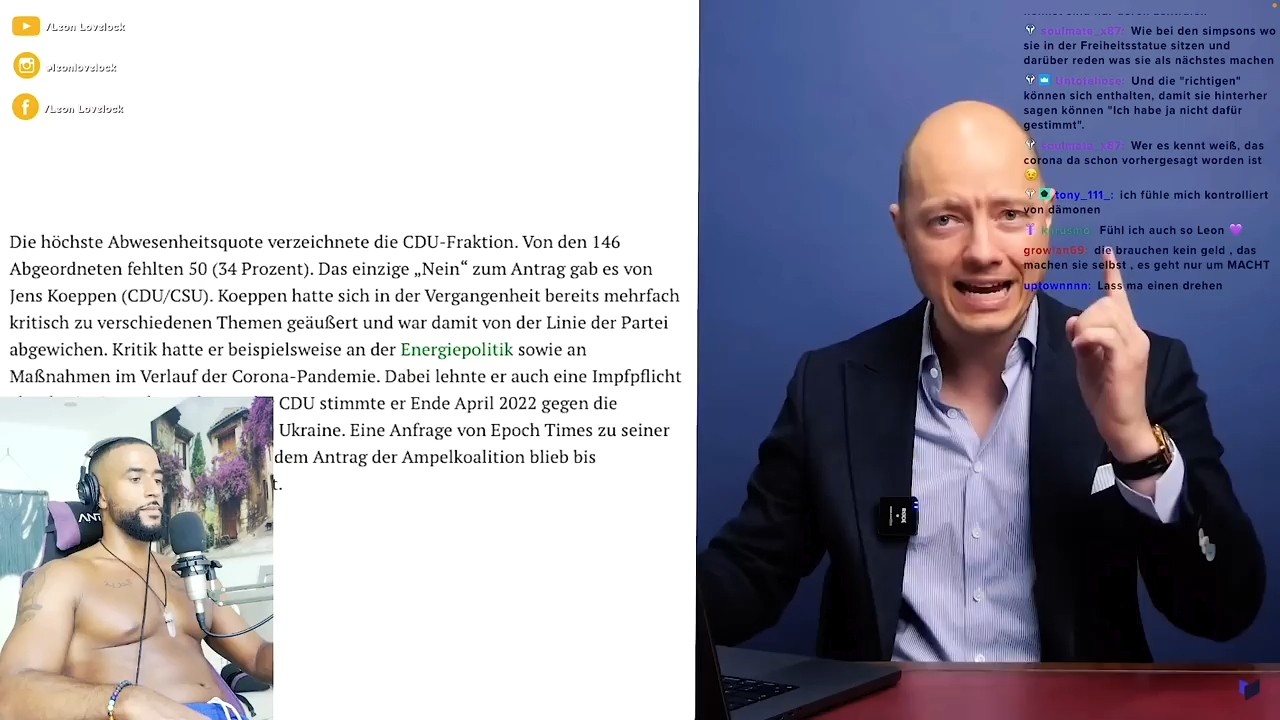 /Leon Lovelock
leonlovelock
/Leon Lovelock
Die höchste Abwesenheitsquote verzeichnete die CDU-Fraktion. Von den 146
Abgeordneten fehlten 50 (34 Prozent). Das einzige „Nein“ zum Antrag gab es von
Jens Koeppen (CDU/CSU). Koeppen hatte sich in der Vergangenheit bereits mehrfach
kritisch zu verschiedenen Themen geäußert und war damit von der Linie der Partei
abgewichen. Kritik hatte er beispielsweise an der Energiepolitik sowie an
Maßnahmen im Verlauf der Corona-Pandemie. Dabei lehnte er auch eine Impfpflicht
CDU stimmte er Ende April 2022 gegen die
Ukraine. Eine Anfrage von Epoch Times zu seiner
dem Antrag der Ampelkoalition blieb bis
t.
soulmate_x87: Wie bei den simpsons wo
sie in der Freiheitsstatue sitzen und
darüber reden was sie als nächstes machen
Und die "richtigen"
können sich enthalten, damit sie hinterher
sagen können "Ich habe ja nicht dafür
gestimmt".
soulmate_x87: Wer es kennt weiß, das
corona da schon vorhergesagt worden ist
tony_111_: ich fühle mich kontrolliert
von dämonen
Fühl ich auch so Leon
growian69: die brauchen kein geld , das
machen sie selbst , es geht nur um MACHT
uptownnnn: Lass ma einen drehen
RØDE